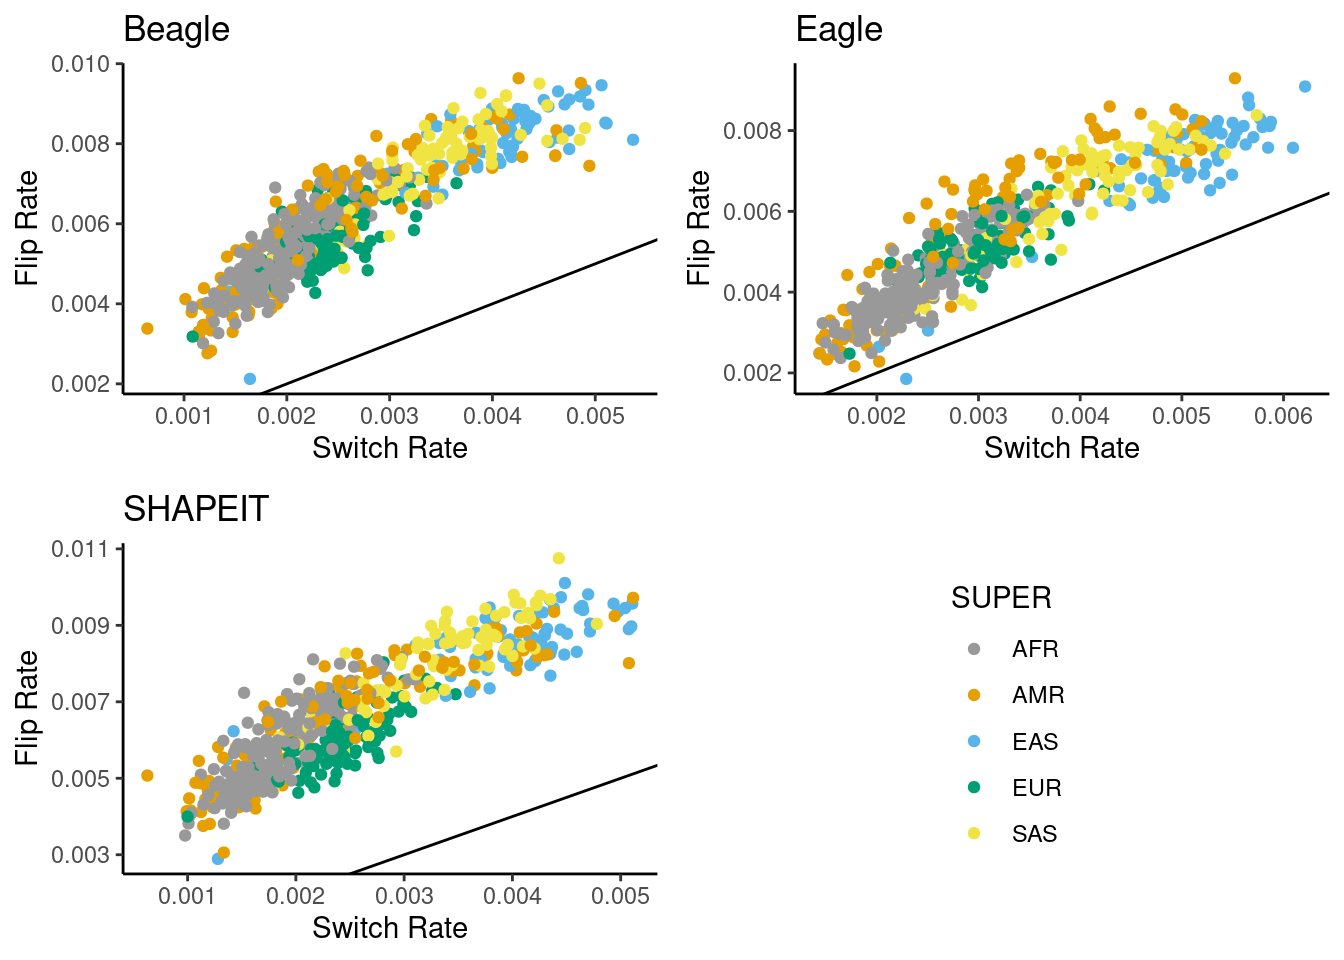 Beagle
0.010
0.008
0.006
0.004
0.002
Flip Rate
0.001 0.002 0.003 0.004 0.005
Switch Rate
Eagle
0.008
0.006
0.004
0.002
Flip Rate
0.002 0.003 0.004 0.005 0.006
Switch Rate
SHAPEIT
0.011
0.009
0.007
0.005
0.003
Flip Rate
0.001 0.002 0.003 0.004 0.005
Switch Rate
SUPER
AFR
AMR
EAS
EUR
SAS